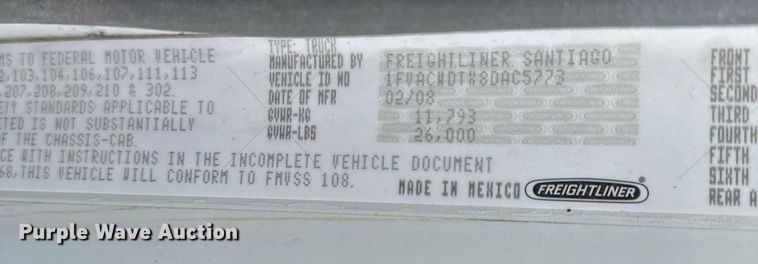 MS TO FEDERAL MOTOR VEHICLE
2,103,104,106,107,111,113
,207,208,209,210 & 302.
ETY STANDARDS APPLICABLE TO
ETED IS NOT SUBSTANTIALLY
OF THE CHASSIS-CAB.
CE WITH INSTRUCTIONS IN THE INCOMPLETE VEHICLE DOCUMENT
68,THIS VEHICLE WILL CONFORM TO FMVSS 108.
TYPE: TRUCK
MANUFACTURED BY FREIGHTLINER SANTIAGO
VEHICLE ID NO
DATE OF MFR 02/08
GVWR-KG 11,793
GVWR-LBS 26,000
MADE IN MEXICO FREIGHTLINER
FRONT
FIRST
SECOND
THIRD
FOURTH
FIFTH
SIXTH
REAR A
Purple Wave Auction